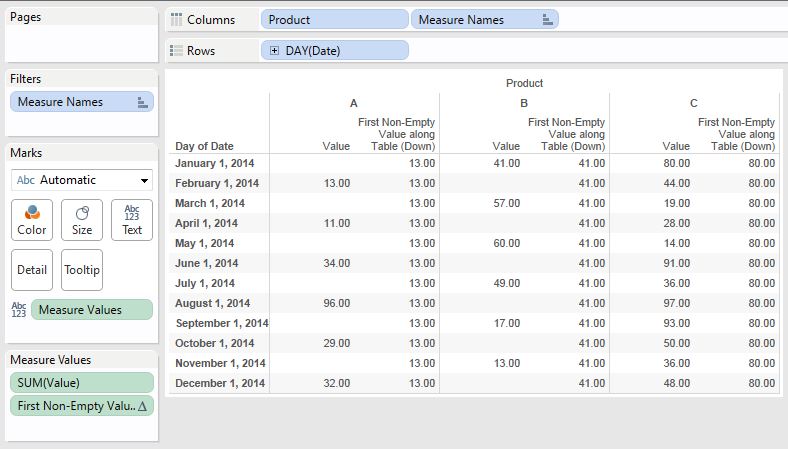 Pages
Columns Product Measure Names
Rows DAY(Date)
Filters
Measure Names
Marks
Abc Automatic
Color Size Abc 123 Text
Detail Tooltip
Abc 123 Measure Values
Measure Values
SUM(Value)
First Non-Empty Valu.. Δ
Product
A B C
Day of Date Value First Non-Empty Value along Table (Down) Value First Non-Empty Value along Table (Down) Value First Non-Empty Value along Table (Down)
January 1, 2014 13.00 41.00 41.00 80.00 80.00
February 1, 2014 13.00 13.00 41.00 44.00 80.00
March 1, 2014 13.00 57.00 41.00 19.00 80.00
April 1, 2014 11.00 13.00 41.00 28.00 80.00
May 1, 2014 13.00 60.00 41.00 14.00 80.00
June 1, 2014 34.00 13.00 41.00 91.00 80.00
July 1, 2014 13.00 49.00 41.00 36.00 80.00
August 1, 2014 96.00 13.00 41.00 97.00 80.00
September 1, 2014 13.00 17.00 41.00 93.00 80.00
October 1, 2014 29.00 13.00 41.00 50.00 80.00
November 1, 2014 13.00 13.00 41.00 36.00 80.00
December 1, 2014 32.00 13.00 41.00 48.00 80.00